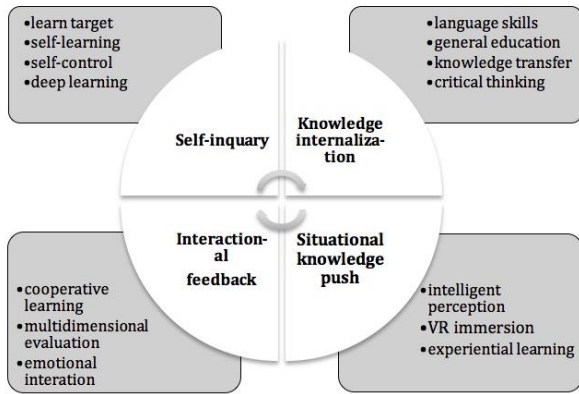 •learn target
•self-learning
•self-control
•deep learning
•language skills
•general education
•knowledge transfer
•critical thinking
Self-inquary
Knowledge
internaliza-
tion
Interaction-
al
feedback
Situational
knowledge
push
•cooperative
learning
•multidimensional
evaluation
•emotional
interation
•intelligent
perception
•VR immersion
•experiential learning